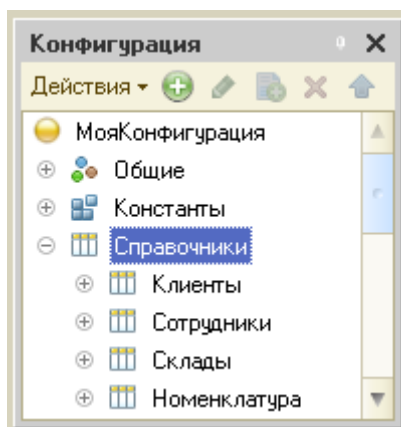 Конфигурация
Действия
МояКонфигурация
Общие
Константы
Справочники
Клиенты
Сотрудники
Склады
Номенклатура